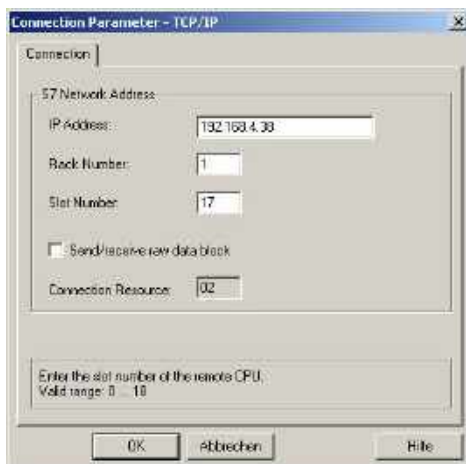 Connection Parameter - TCP/IP
Connection
S7 Network Address
IP Address: 192.168.4.38
Rack Number: 1
Slot Number: 17
Send/receive raw data block
Connection Resource: 02
Enter the slot number of the remote CPU.
Valid range: 0 ... 18
OK Abbrechen Hilfe